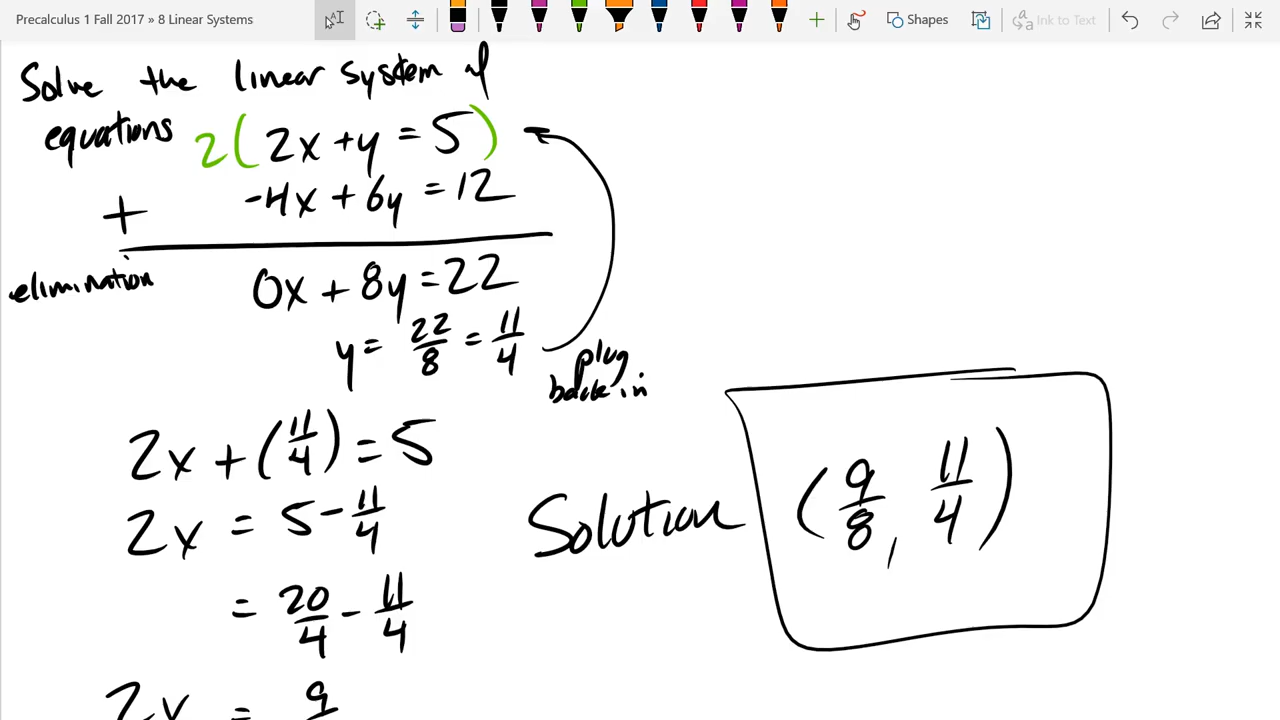 Precalculus 1 Fall 2017 » 8 Linear Systems
Shapes
Ink to Text
Solve the linear system of
equations 2(2x + y = 5)
+ -4x + 6y = 12
elimination 0x + 8y = 22
y = 22/8 = 11/4
plug
back in
2x + (11/4) = 5
2x = 5 - 11/4
Solution (9/8, 11/4)
= 20/4 - 11/4
2x = 9